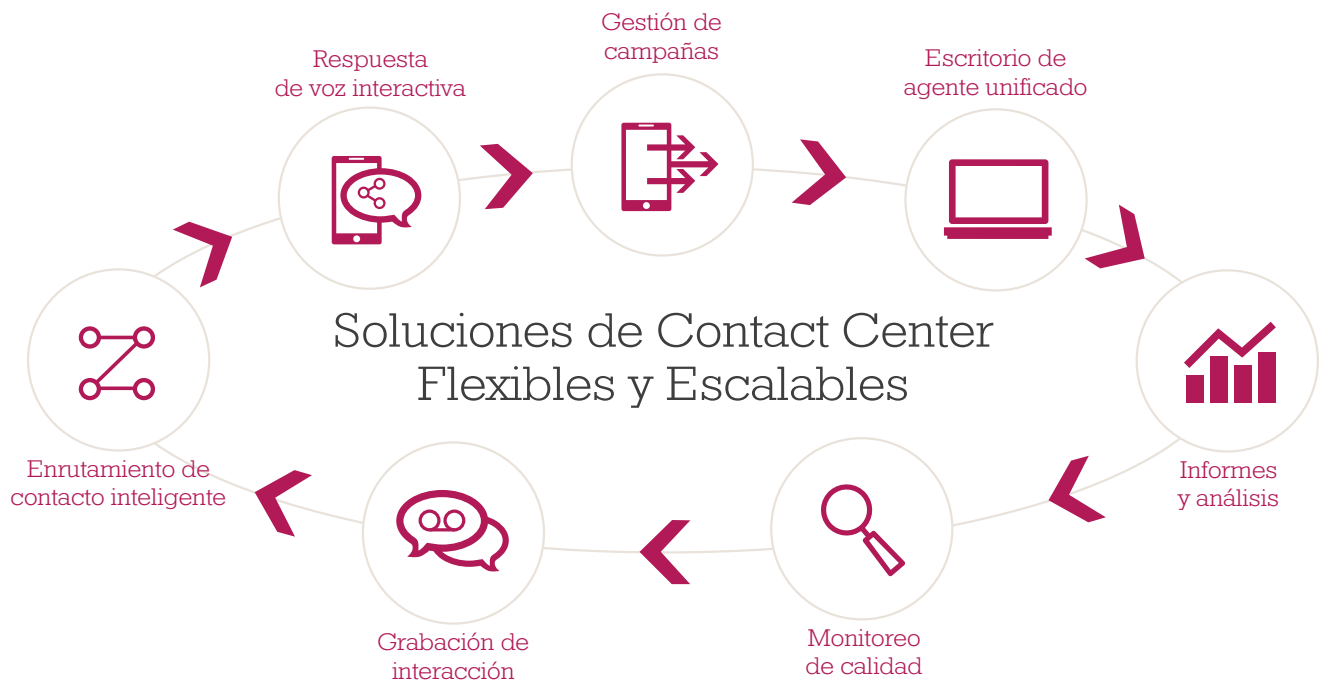 Gestión de
campañas
Respuesta
de voz interactiva
Escritorio de
agente unificado
Soluciones de Contact Center
Flexibles y Escalables
Enrutamiento de
contacto inteligente
Informes
y análisis
Grabación de
interacción
Monitoreo
de calidad